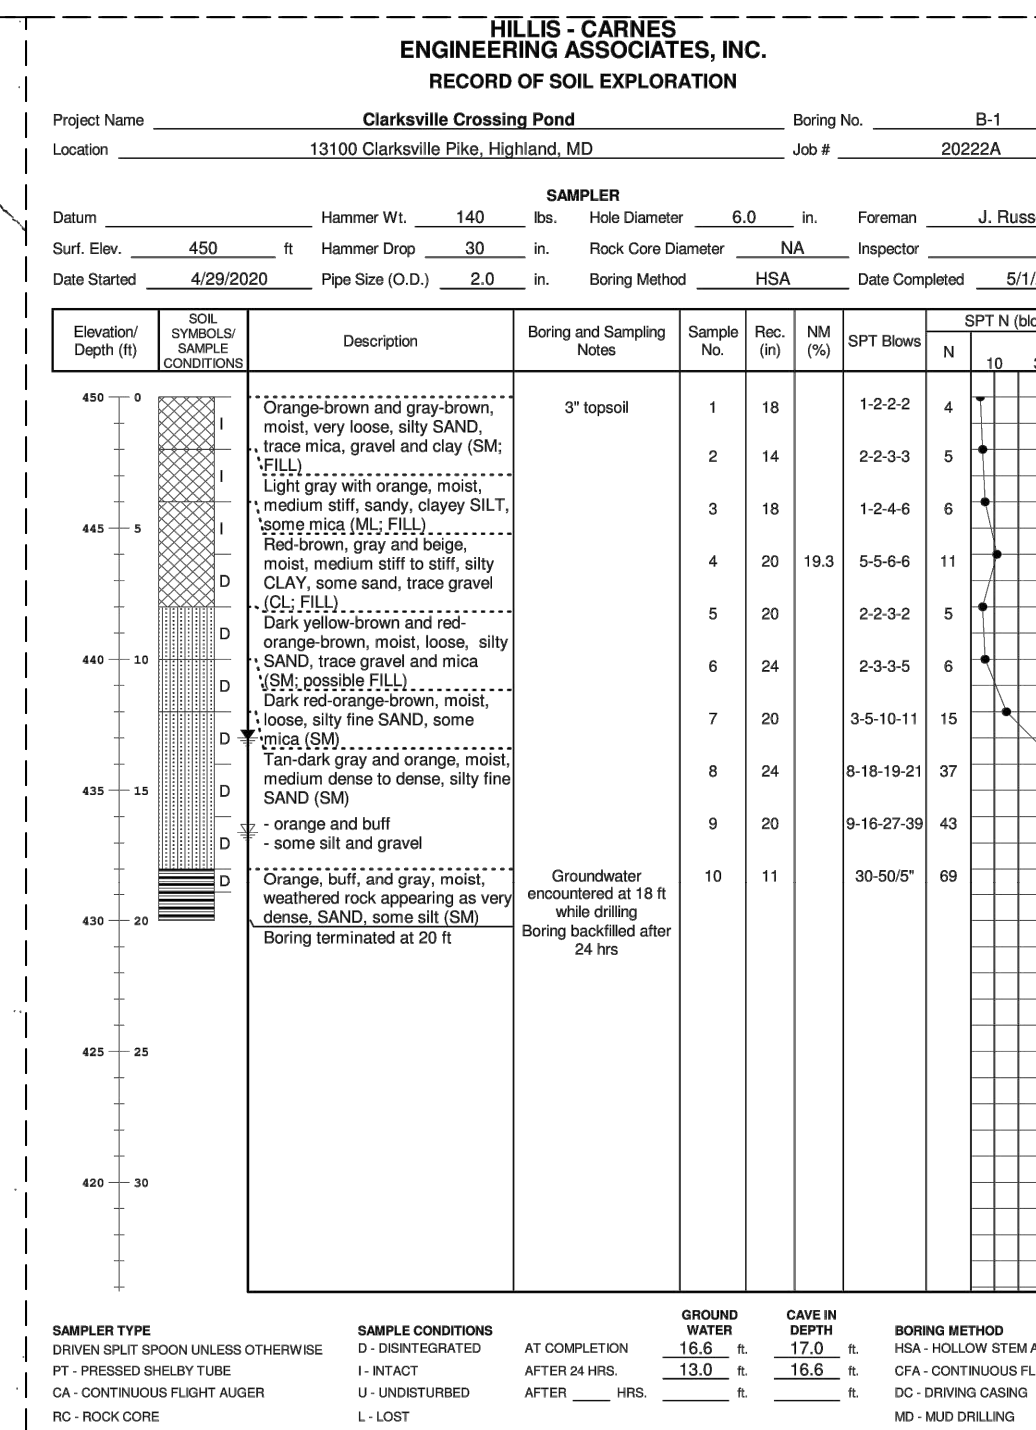 HILLIS - CARNES
ENGINEERING ASSOCIATES, INC.
RECORD OF SOIL EXPLORATION
Project Name Clarksville Crossing Pond Boring No. B-1
Location 13100 Clarksville Pike, Highland, MD Job # 20222A
SAMPLER
Datum Hammer Wt. 140 lbs. Hole Diameter 6.0 in. Foreman J. Russ
Surf. Elev. 450 ft Hammer Drop 30 in. Rock Core Diameter NA Inspector
Date Started 4/29/2020 Pipe Size (O.D.) 2.0 in. Boring Method HSA Date Completed 5/1/
Elevation/
Depth (ft)
SOIL
SYMBOLS/
SAMPLE
CONDITIONS
Description
Boring and Sampling
Notes
Sample
No.
Rec.
(in)
NM
(%)
SPT Blows
SPT N (blo
N
10 3
450 0
445 5
440 10
435 15
430 20
425 25
420 30
I
I
I
D
D
D
D
D
D
D
Orange-brown and gray-brown,
moist, very loose, silty SAND,
trace mica, gravel and clay (SM;
FILL)
Light gray with orange, moist,
medium stiff, sandy, clayey SILT,
some mica (ML; FILL)
Red-brown, gray and beige,
moist, medium stiff to stiff, silty
CLAY, some sand, trace gravel
(CL; FILL)
Dark yellow-brown and red-
orange-brown, moist, loose, silty
SAND, trace gravel and mica
(SM; possible FILL)
Dark red-orange-brown, moist,
loose, silty fine SAND, some
mica (SM)
Tan-dark gray and orange, moist,
medium dense to dense, silty fine
SAND (SM)
- orange and buff
- some silt and gravel
Orange, buff, and gray, moist,
weathered rock appearing as very
dense, SAND, some silt (SM)
Boring terminated at 20 ft
3" topsoil
Groundwater
encountered at 18 ft
while drilling
Boring backfilled after
24 hrs
1 18 1-2-2-2 4
2 14 2-2-3-3 5
3 18 1-2-4-6 6
4 20 19.3 5-5-6-6 11
5 20 2-2-3-2 5
6 24 2-3-3-5 6
7 20 3-5-10-11 15
8 24 8-18-19-21 37
9 20 9-16-27-39 43
10 11 30-50/5" 69
SAMPLER TYPE
DRIVEN SPLIT SPOON UNLESS OTHERWISE
PT - PRESSED SHELBY TUBE
CA - CONTINUOUS FLIGHT AUGER
RC - ROCK CORE
SAMPLE CONDITIONS
D - DISINTEGRATED
I - INTACT
U - UNDISTURBED
L - LOST
GROUND
WATER
CAVE IN
DEPTH
AT COMPLETION 16.6 ft. 17.0 ft.
AFTER 24 HRS. 13.0 ft. 16.6 ft.
AFTER HRS. ft. ft.
BORING METHOD
HSA - HOLLOW STEM A
CFA - CONTINUOUS FL
DC - DRIVING CASING
MD - MUD DRILLING